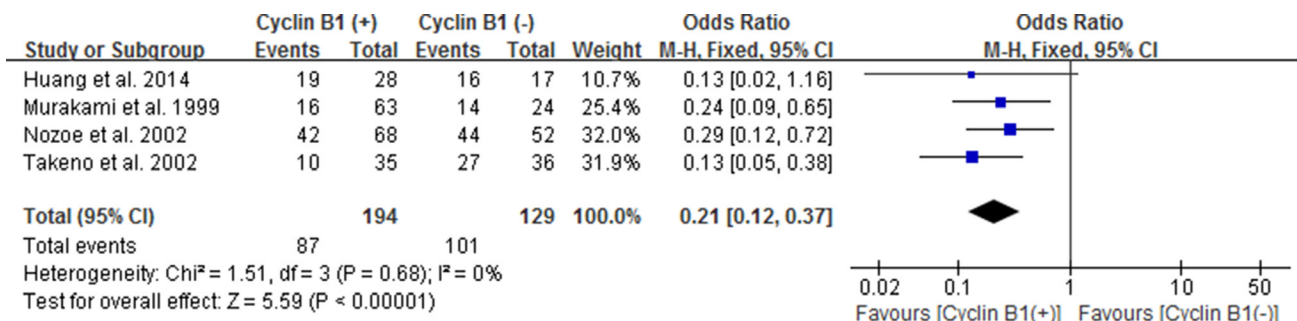 Cyclin B1 (+) Cyclin B1 (-) Odds Ratio Odds Ratio
Study or Subgroup Events Total Events Total Weight M-H, Fixed, 95% CI M-H, Fixed, 95% CI
Huang et al. 2014 19 28 16 17 10.7% 0.13 [0.02, 1.16]
Murakami et al. 1999 16 63 14 24 25.4% 0.24 [0.09, 0.65]
Nozoe et al. 2002 42 68 44 52 32.0% 0.29 [0.12, 0.72]
Takeno et al. 2002 10 35 27 36 31.9% 0.13 [0.05, 0.38]
Total (95% CI) 194 129 100.0% 0.21 [0.12, 0.37]
Total events 87 101
Heterogeneity: Chi² = 1.51, df = 3 (P = 0.68); I² = 0%
Test for overall effect: Z = 5.59 (P < 0.00001)
0.02 0.1 1 10 50
Favours [Cyclin B1(+)] Favours [Cyclin B1(-)]